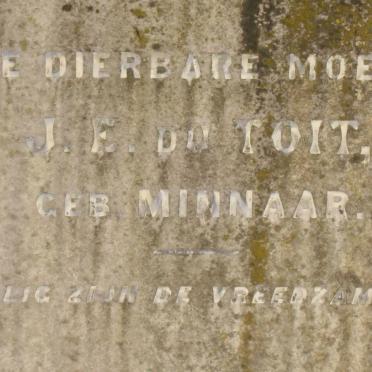 E DIERBARE MOE
J. E. DU TOIT,
GEB. MINNAAR.
LIG ZIJN DE VREEDZAM